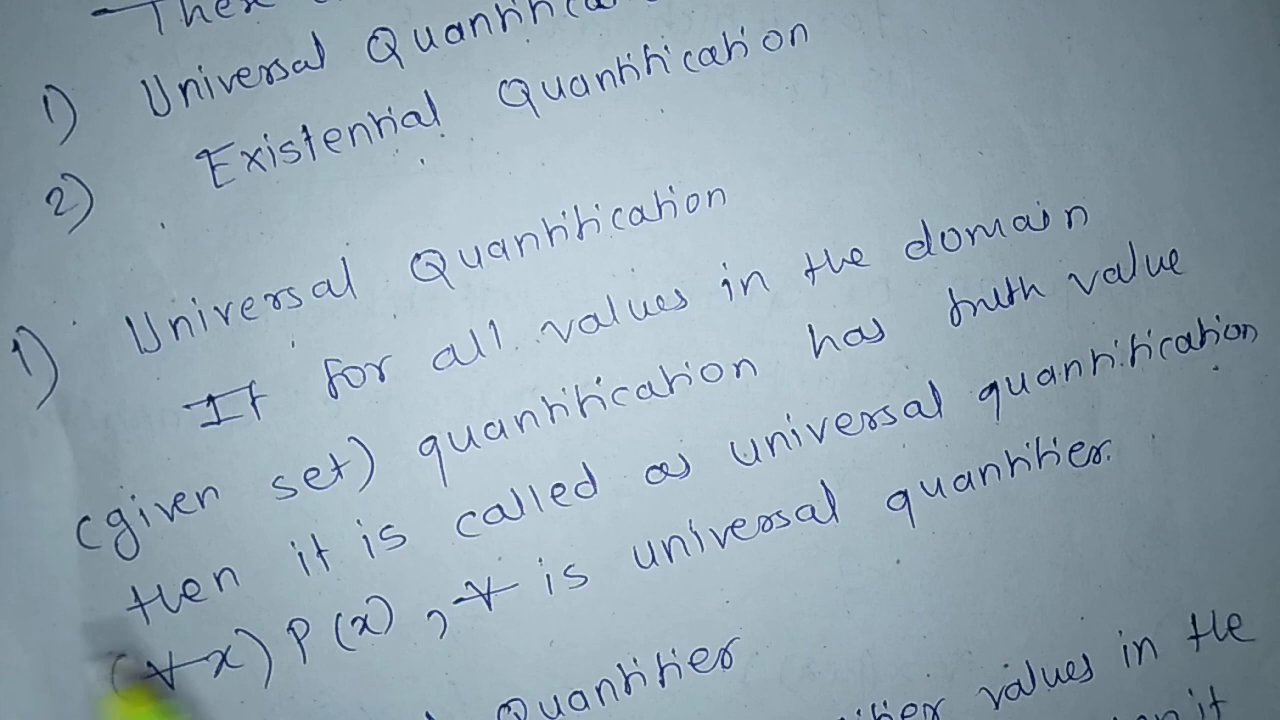 1) Universal
2) Existential Quantification
1) Universal Quantification
If for all values in the domain
(given set) quantification has truth value
then it is called as universal quantification
(∀x) P(x) , ∀ is universal quantifier.
Quantifier
values in the